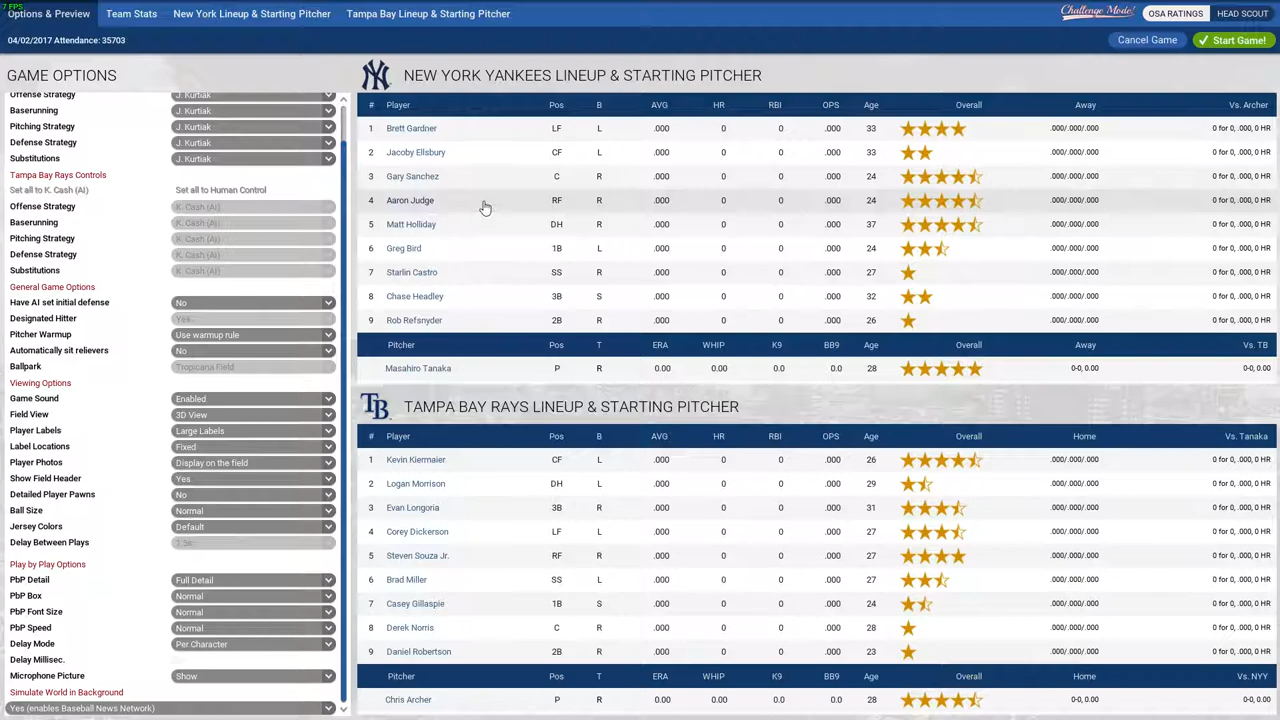 7 FPS
Options & Preview Team Stats New York Lineup & Starting Pitcher Tampa Bay Lineup & Starting Pitcher Challenge Mode! OSA RATINGS HEAD SCOUT
04/02/2017 Attendance: 35703 Cancel Game Start Game!
GAME OPTIONS
Offense Strategy J. Kurtiak
Baserunning J. Kurtiak
Pitching Strategy J. Kurtiak
Defense Strategy J. Kurtiak
Substitutions J. Kurtiak
Tampa Bay Rays Controls
Set all to K. Cash (AI) Set all to Human Control
Offense Strategy K. Cash (AI)
Baserunning K. Cash (AI)
Pitching Strategy K. Cash (AI)
Defense Strategy K. Cash (AI)
Substitutions K. Cash (AI)
General Game Options
Have AI set initial defense No
Designated Hitter Yes
Pitcher Warmup Use warmup rule
Automatically sit relievers No
Ballpark Tropicana Field
Viewing Options
Game Sound Enabled
Field View 3D View
Player Labels Large Labels
Label Locations Fixed
Player Photos Display on the field
Show Field Header Yes
Detailed Player Pawns No
Ball Size Normal
Jersey Colors Default
Delay Between Plays
Play by Play Options
PbP Detail Full Detail
PbP Box Normal
PbP Font Size Normal
PbP Speed Normal
Delay Mode Per Character
Delay Millisec.
Microphone Picture Show
Simulate World in Background
Yes (enables Baseball News Network)
NEW YORK YANKEES LINEUP & STARTING PITCHER
# Player Pos B AVG HR RBI OPS Age Overall Away Vs. Archer
1 Brett Gardner LF L .000 0 0 .000 33 .000/.000/.000 0 for 0, .000, 0 HR
2 Jacoby Ellsbury CF L .000 0 0 .000 33 .000/.000/.000 0 for 0, .000, 0 HR
3 Gary Sanchez C R .000 0 0 .000 24 .000/.000/.000 0 for 0, .000, 0 HR
4 Aaron Judge RF R .000 0 0 .000 24 .000/.000/.000 0 for 0, .000, 0 HR
5 Matt Holliday DH R .000 0 0 .000 37 .000/.000/.000 0 for 0, .000, 0 HR
6 Greg Bird 1B L .000 0 0 .000 24 .000/.000/.000 0 for 0, .000, 0 HR
7 Starlin Castro SS R .000 0 0 .000 27 .000/.000/.000 0 for 0, .000, 0 HR
8 Chase Headley 3B S .000 0 0 .000 32 .000/.000/.000 0 for 0, .000, 0 HR
9 Rob Refsnyder 2B R .000 0 0 .000 26 .000/.000/.000 0 for 0, .000, 0 HR
Pitcher Pos T ERA WHIP K9 BB9 Age Overall Away Vs. TB
Masahiro Tanaka P R 0.00 0.00 0.0 0.0 28 0-0, 0.00 0-0, 0.00
TB
TAMPA BAY RAYS LINEUP & STARTING PITCHER
# Player Pos B AVG HR RBI OPS Age Overall Home Vs. Tanaka
1 Kevin Kiermaier CF L .000 0 0 .000 26 .000/.000/.000 0 for 0, .000, 0 HR
2 Logan Morrison DH L .000 0 0 .000 29 .000/.000/.000 0 for 0, .000, 0 HR
3 Evan Longoria 3B R .000 0 0 .000 31 .000/.000/.000 0 for 0, .000, 0 HR
4 Corey Dickerson LF L .000 0 0 .000 27 .000/.000/.000 0 for 0, .000, 0 HR
5 Steven Souza Jr. RF R .000 0 0 .000 27 .000/.000/.000 0 for 0, .000, 0 HR
6 Brad Miller SS L .000 0 0 .000 27 .000/.000/.000 0 for 0, .000, 0 HR
7 Casey Gillaspie 1B S .000 0 0 .000 24 .000/.000/.000 0 for 0, .000, 0 HR
8 Derek Norris C R .000 0 0 .000 28 .000/.000/.000 0 for 0, .000, 0 HR
9 Daniel Robertson 2B R .000 0 0 .000 23 .000/.000/.000 0 for 0, .000, 0 HR
Pitcher Pos T ERA WHIP K9 BB9 Age Overall Home Vs. NYY
Chris Archer P R 0.00 0.00 0.0 0.0 28 0-0, 0.00 0-0, 0.00